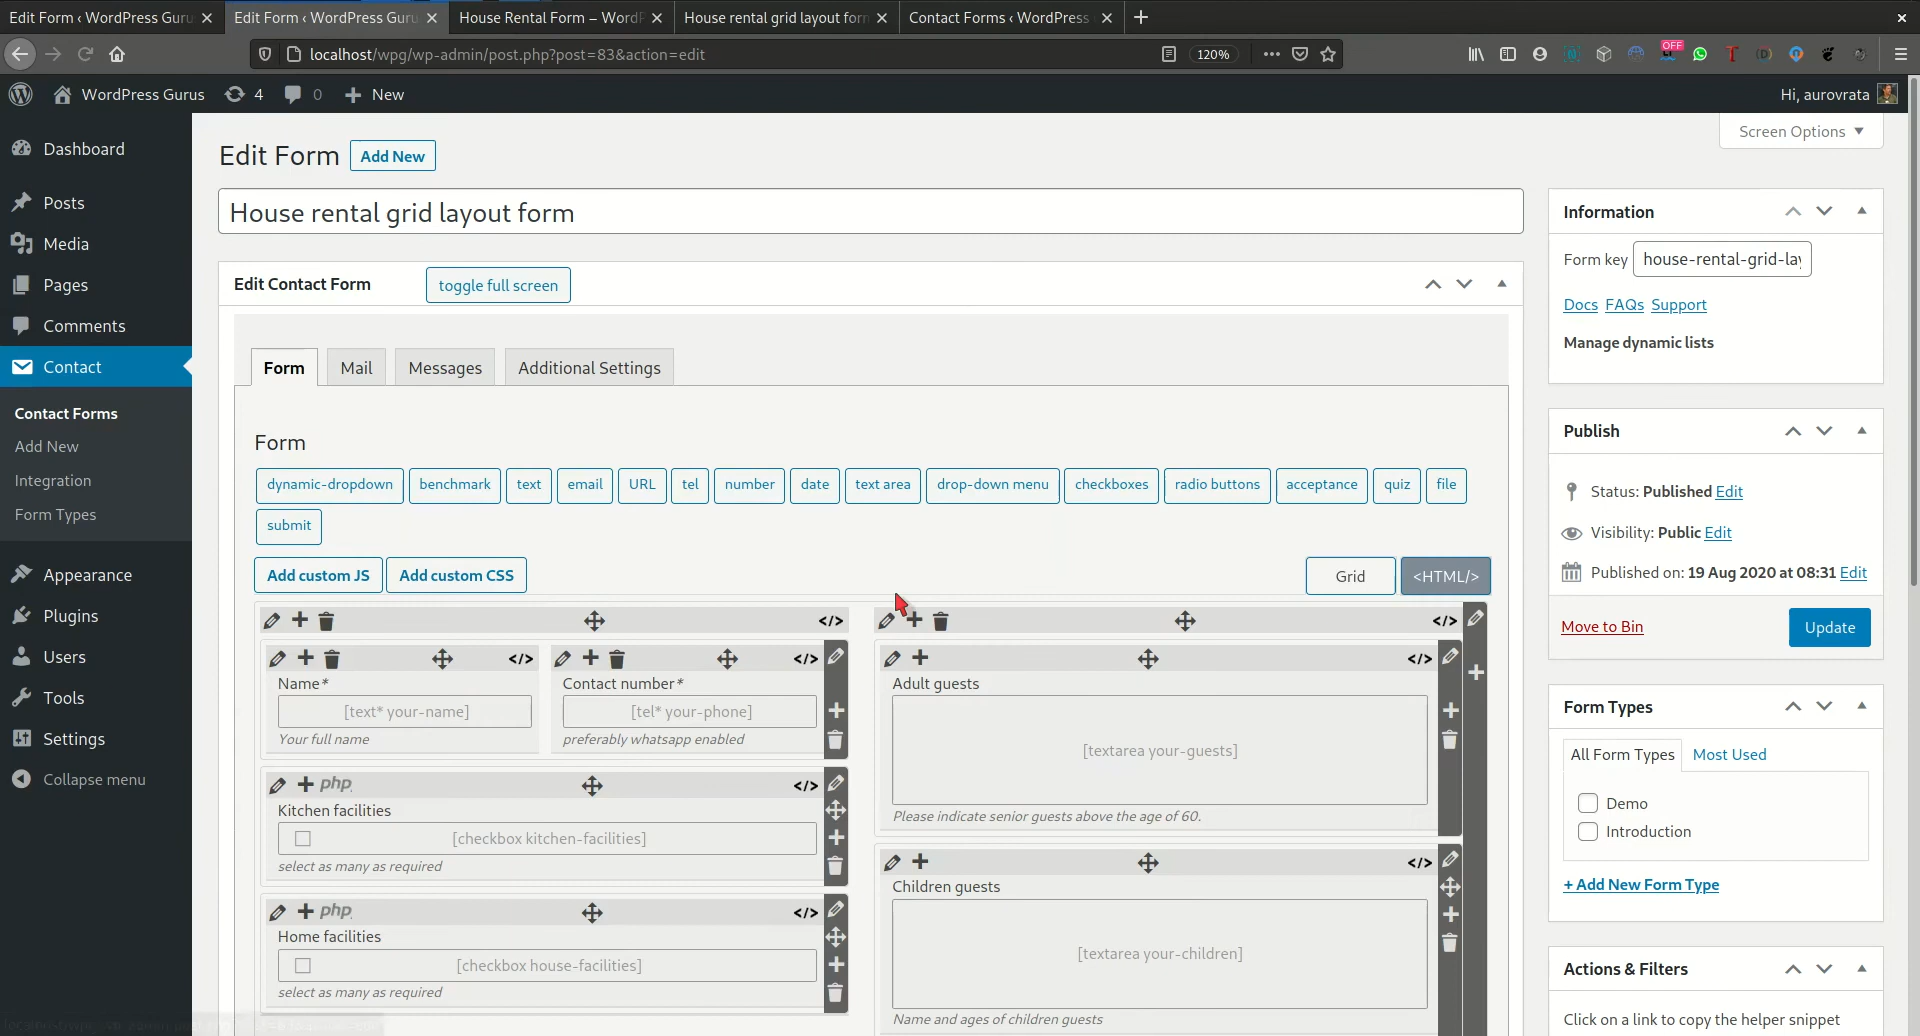 Edit Form ‹ WordPress Guru
Edit Form ‹ WordPress Guru
House Rental Form – WordP
House rental grid layout form
Contact Forms ‹ WordPress
localhost/wpg/wp-admin/post.php?post=83&action=edit
120%
OFF
WordPress Gurus
4
0
New
Hi, aurovrata
Screen Options
Dashboard
Posts
Media
Pages
Comments
Contact
Contact Forms
Add New
Integration
Form Types
Appearance
Plugins
Users
Tools
Settings
Collapse menu
Edit Form
Add New
House rental grid layout form
Edit Contact Form
toggle full screen
Form
Mail
Messages
Additional Settings
Form
dynamic-dropdown
benchmark
text
email
URL
tel
number
date
text area
drop-down menu
checkboxes
radio buttons
acceptance
quiz
file
submit
Add custom JS
Add custom CSS
Grid
<HTML/>
</>
</>
</>
</>
</>
Name*
Contact number*
[text* your-name]
[tel* your-phone]
Your full name
preferably whatsapp enabled
php
</>
Kitchen facilities
[checkbox kitchen-facilities]
select as many as required
php
</>
Home facilities
[checkbox house-facilities]
select as many as required
Adult guests
[textarea your-guests]
Please indicate senior guests above the age of 60.
</>
Children guests
[textarea your-children]
Name and ages of children guests
Information
Form key
house-rental-grid-lay
Docs FAQs Support
Manage dynamic lists
Publish
Status: Published Edit
Visibility: Public Edit
Published on: 19 Aug 2020 at 08:31 Edit
Move to Bin
Update
Form Types
All Form Types
Most Used
Demo
Introduction
+ Add New Form Type
Actions & Filters
Click on a link to copy the helper snippet